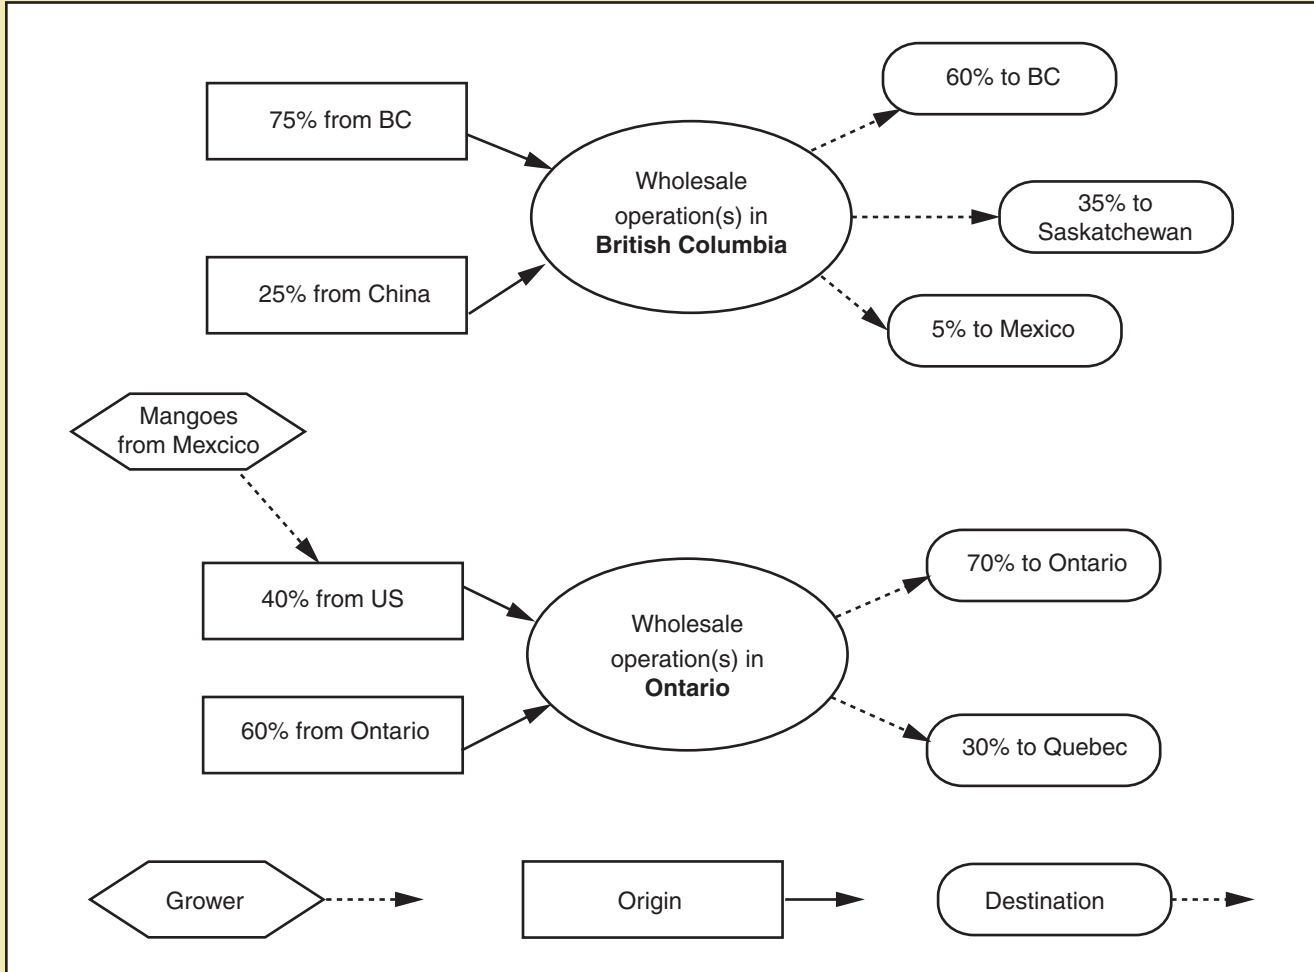 75% from BC
25% from China
Wholesale
operation(s) in
British Columbia
60% to BC
35% to
Saskatchewan
5% to Mexico
Mangoes
from Mexcico
40% from US
60% from Ontario
Wholesale
operation(s) in
Ontario
70% to Ontario
30% to Quebec
Grower
Origin
Destination